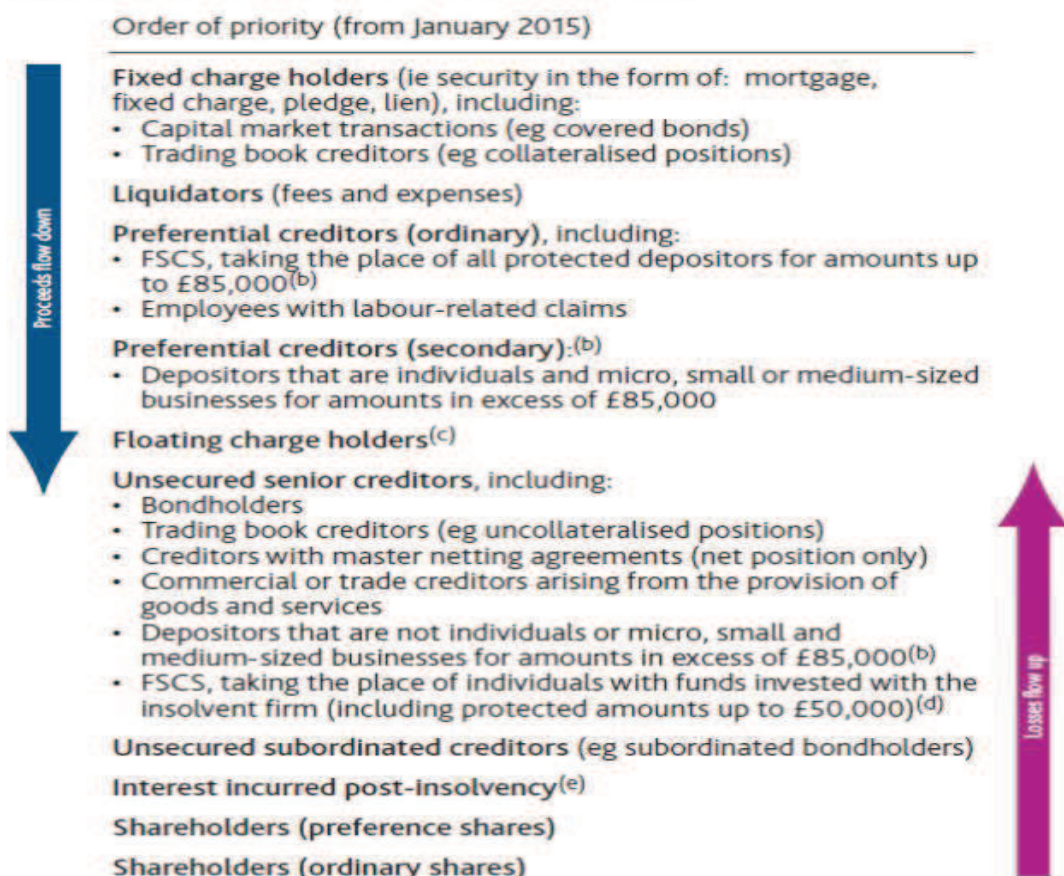 Order of priority (from January 2015)
Fixed charge holders (ie security in the form of: mortgage,
fixed charge, pledge, lien), including:
• Capital market transactions (eg covered bonds)
• Trading book creditors (eg collateralised positions)
Liquidators (fees and expenses)
Preferential creditors (ordinary), including:
• FSCS, taking the place of all protected depositors for amounts up
to £85,000(b)
• Employees with labour-related claims
Preferential creditors (secondary):(b)
• Depositors that are individuals and micro, small or medium-sized
businesses for amounts in excess of £85,000
Floating charge holders(c)
Unsecured senior creditors, including:
• Bondholders
• Trading book creditors (eg uncollateralised positions)
• Creditors with master netting agreements (net position only)
• Commercial or trade creditors arising from the provision of
goods and services
• Depositors that are not individuals or micro, small and
medium-sized businesses for amounts in excess of £85,000(b)
• FSCS, taking the place of individuals with funds invested with the
insolvent firm (including protected amounts up to £50,000)(d)
Unsecured subordinated creditors (eg subordinated bondholders)
Interest incurred post-insolvency(e)
Shareholders (preference shares)
Shareholders (ordinary shares)
Proceeds flow down
Losses flow up